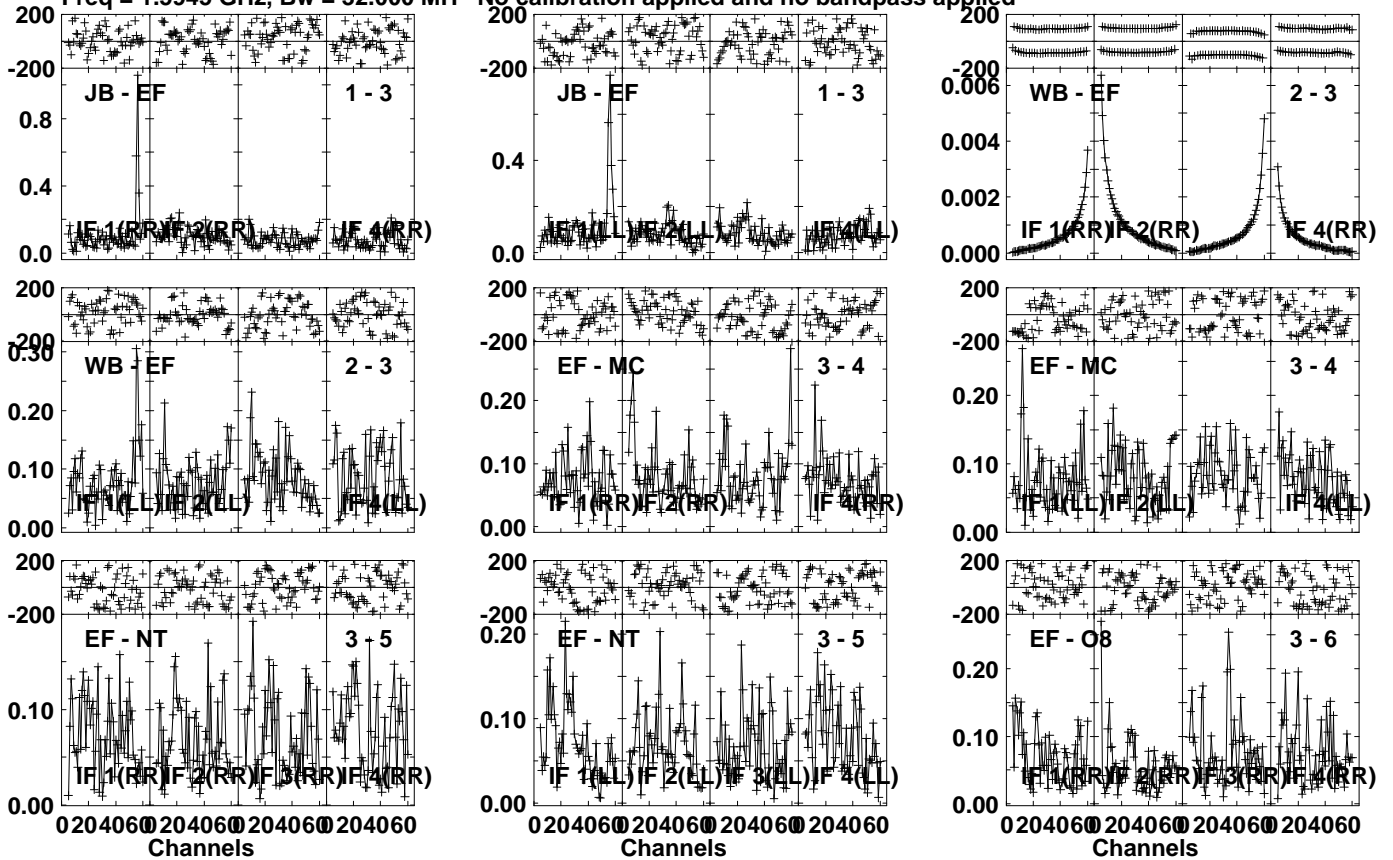 Freq = 1.5945 GHz, Bw = 32.000 MH No calibration applied and no bandpass applied
200
-200
JB - EF 1 - 3
0.8
0.4
0.0
IF 1(RR) IF 2(RR) IF 4(RR)
JB - EF 1 - 3
0.4
0.0
IF 1(LL) IF 2(LL) IF 4(LL)
200
-200
WB - EF 2 - 3
0.006
0.004
0.002
0.000
IF 1(RR) IF 2(RR) IF 4(RR)
200
-200
0.30
WB - EF 2 - 3
0.20
0.10
0.00
IF 1(LL) IF 2(LL) IF 4(LL)
200
-200
EF - MC 3 - 4
0.20
0.10
0.00
IF 1(RR) IF 2(RR) IF 4(RR)
200
-200
EF - MC 3 - 4
0.20
0.10
0.00
IF 1(LL) IF 2(LL) IF 4(LL)
200
-200
EF - NT 3 - 5
0.10
0.00
IF 1(RR) IF 2(RR) IF 3(RR) IF 4(RR)
0 20 40 60 0 20 40 60 0 20 40 60 0 20 40 60
Channels
0.20
EF - NT 3 - 5
0.10
0.00
IF 1(LL) IF 2(LL) IF 3(LL) IF 4(LL)
0 20 40 60 0 20 40 60 0 20 40 60 0 20 40 60
Channels
200
-200
EF - O8 3 - 6
0.20
0.10
0.00
IF 1(RR) IF 2(RR) IF 3(RR) IF 4(RR)
0 20 40 60 0 20 40 60 0 20 40 60 0 20 40 60
Channels